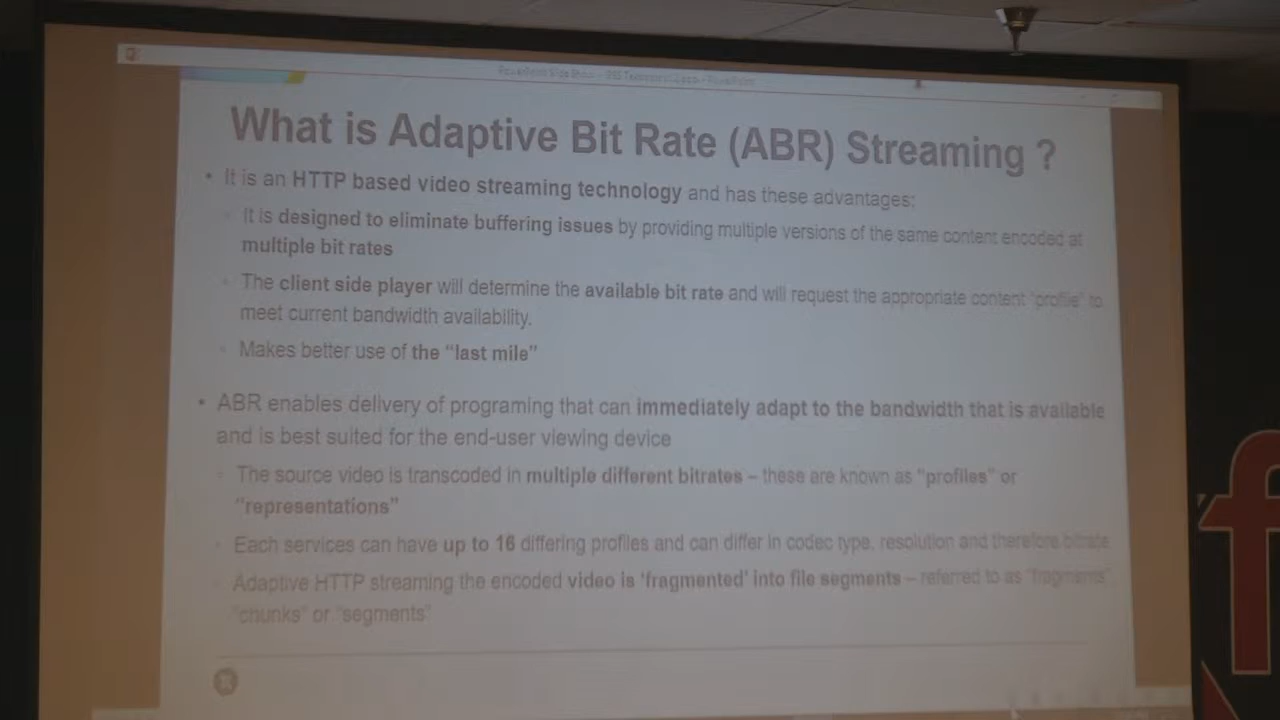 What is Adaptive Bit Rate (ABR) Streaming ?
• It is an HTTP based video streaming technology and has these advantages:
It is designed to eliminate buffering issues by providing multiple versions of the same content encoded at
multiple bit rates
The client side player will determine the available bit rate and will request the appropriate content "profile" to
meet current bandwidth availability.
Makes better use of the "last mile"
• ABR enables delivery of programing that can immediately adapt to the bandwidth that is available
and is best suited for the end-user viewing device
The source video is transcoded in multiple different bitrates – these are known as "profiles" or
"representations"
Each services can have up to 16 differing profiles and can differ in codec type, resolution and therefore bitrate
Adaptive HTTP streaming the encoded video is 'fragmented' into file segments – referred to as "fragments"
"chunks" or "segments"
f